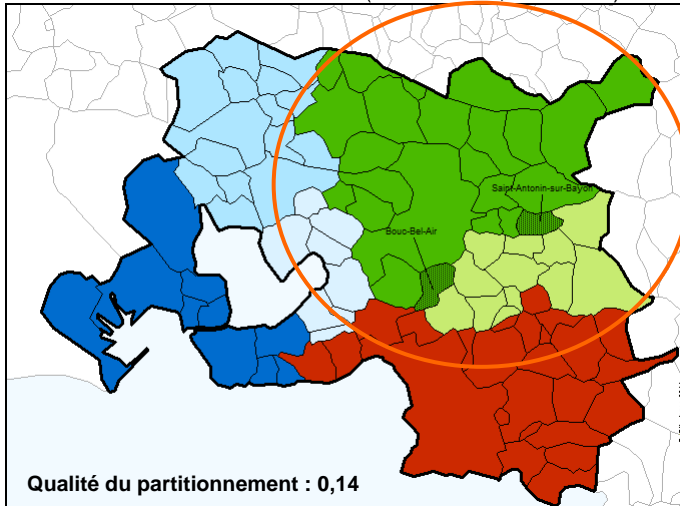 Saint-Antonin-sur-Bayon
Bouc-Bel-Air
Qualité du partitionnement : 0,14